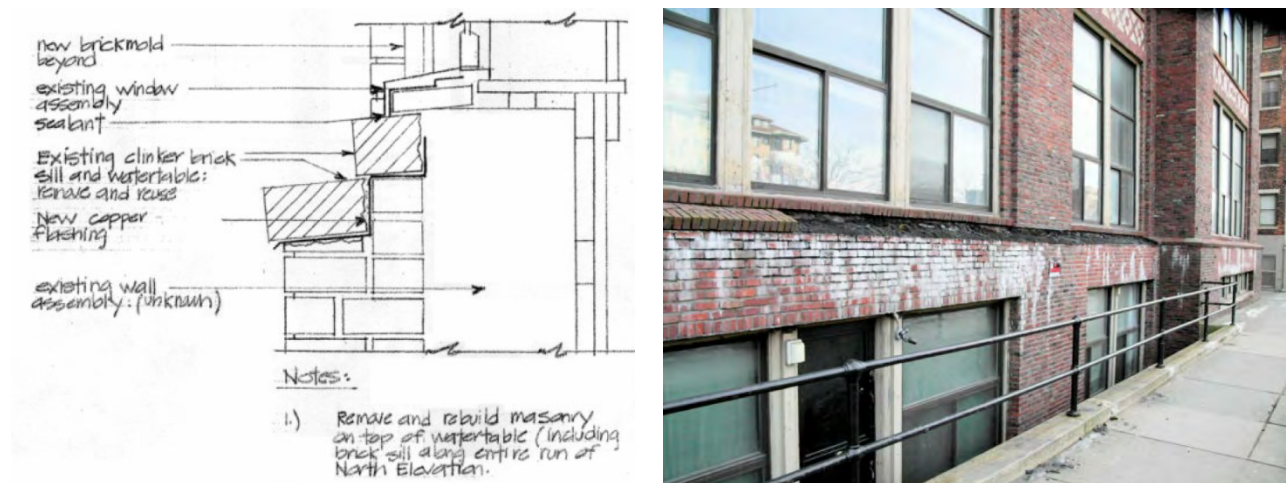 new brickmold
beyond
existing window
assembly
sealant
Existing clinker brick
sill and watertable:
remove and reuse
New copper
flashing
existing wall
assembly: (unknown)
Notes:
1.) Remove and rebuild masonry
on top of watertable (including
brick sill along entire run of
North Elevation.